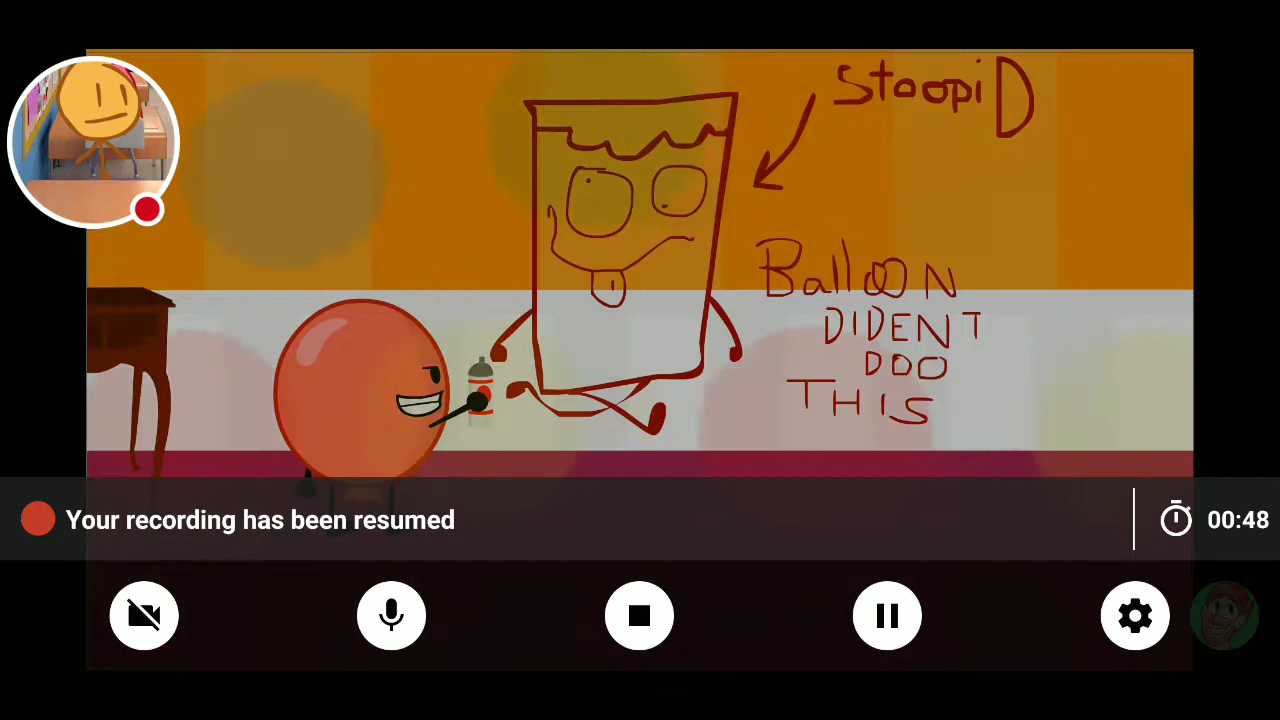 StoopiD
BallOON
DIDENT
DOO
THIS
Your recording has been resumed
00:48